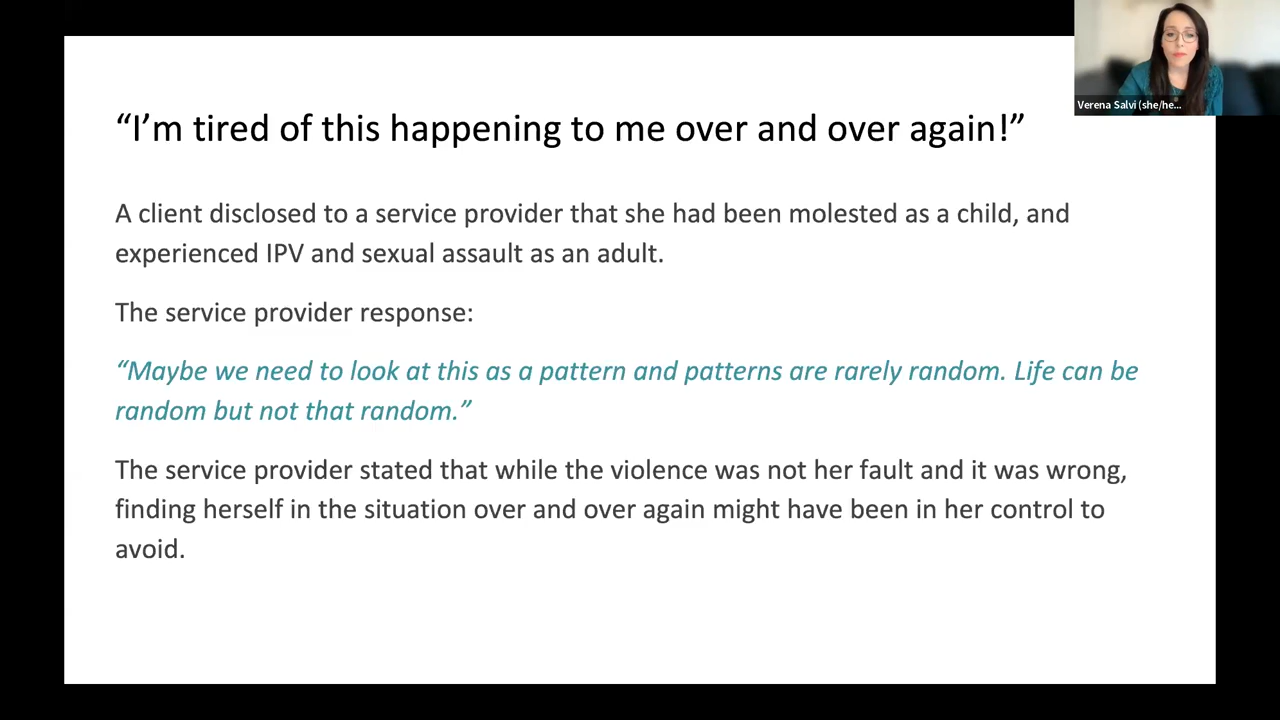 “I’m tired of this happening to me over and over again!”
Verena Salvi (she/he...
A client disclosed to a service provider that she had been molested as a child, and
experienced IPV and sexual assault as an adult.
The service provider response:
“Maybe we need to look at this as a pattern and patterns are rarely random. Life can be
random but not that random.”
The service provider stated that while the violence was not her fault and it was wrong,
finding herself in the situation over and over again might have been in her control to
avoid.